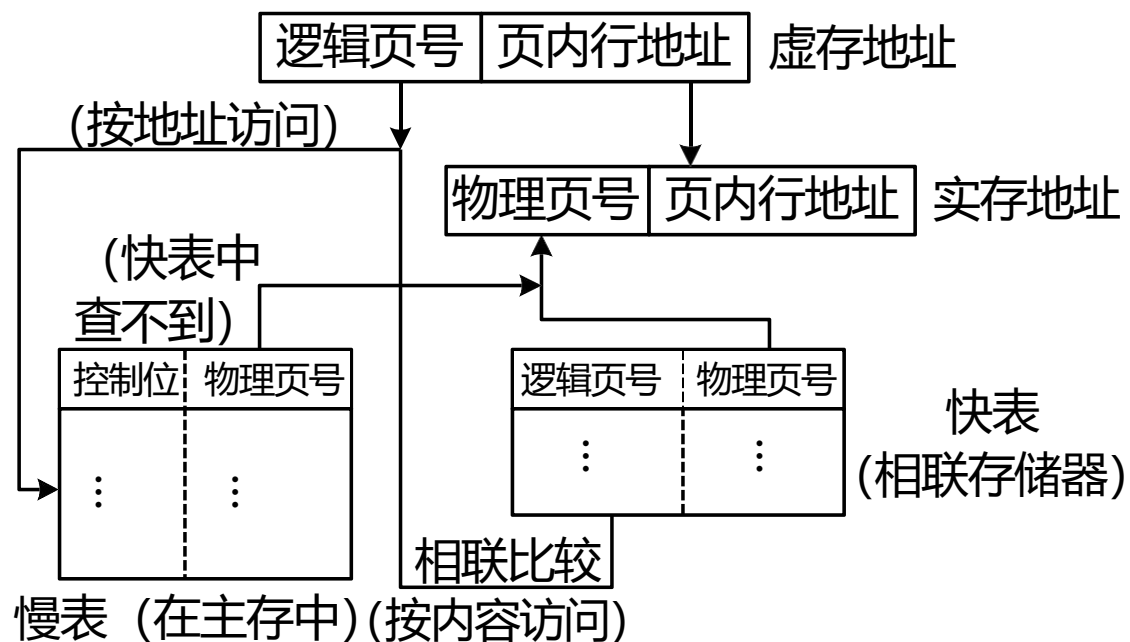 逻辑页号 页内行地址 虚存地址
(按地址访问)
物理页号 页内行地址 实存地址
(快表中
查不到)
控制位 物理页号
逻辑页号 物理页号
⋮ ⋮
⋮ ⋮
快表
(相联存储器)
相联比较
慢表 (在主存中)
(按内容访问)